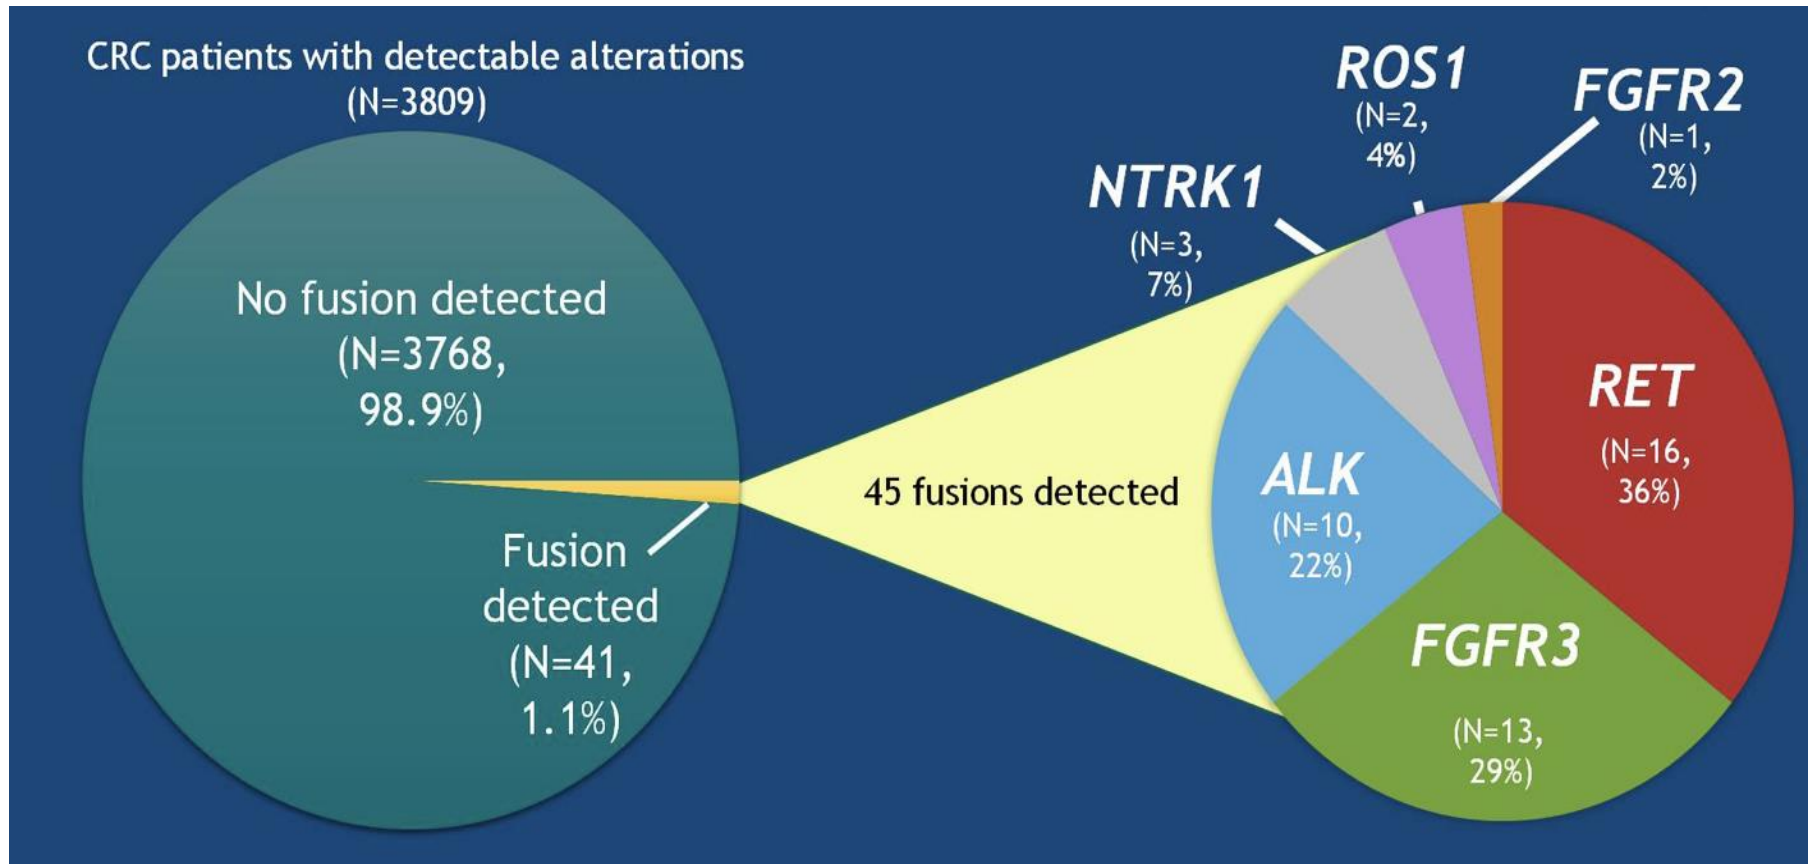 CRC patients with detectable alterations
(N=3809)
No fusion detected
(N=3768,
98.9%)
Fusion
detected
(N=41,
1.1%)
45 fusions detected
NTRK1
(N=3,
7%)
ROS1
(N=2,
4%)
FGFR2
(N=1,
2%)
RET
(N=16,
36%)
ALK
(N=10,
22%)
FGFR3
(N=13,
29%)